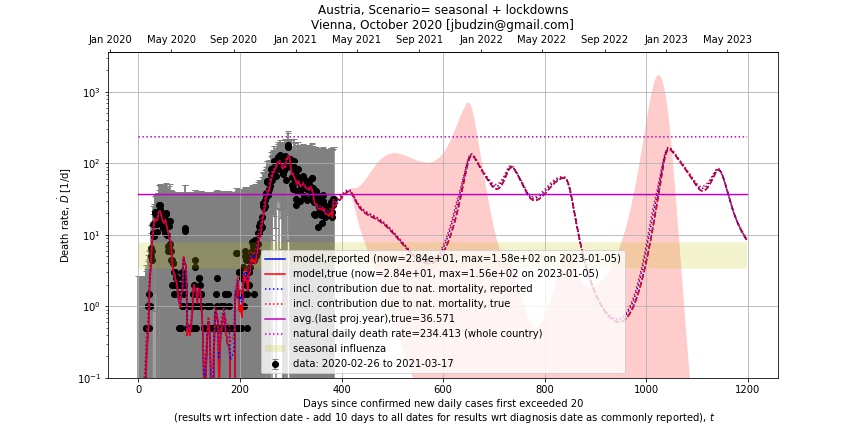 Austria, Scenario= seasonal + lockdowns
Vienna, October 2020 [jbudzin@gmail.com]
Jan 2020 May 2020 Sep 2020 Jan 2021 May 2021 Sep 2021 Jan 2022 May 2022 Sep 2022 Jan 2023 May 2023
Death rate, Ḋ [1/d]
10³
10²
10¹
10⁰
10⁻¹
model,reported (now=2.84e+01, max=1.58e+02 on 2023-01-05)
model,true (now=2.84e+01, max=1.56e+02 on 2023-01-05)
incl. contribution due to nat. mortality, reported
incl. contribution due to nat. mortality, true
avg.(last proj.year),true=36.571
natural daily death rate=234.413 (whole country)
seasonal influenza
data: 2020-02-26 to 2021-03-17
0 200 400 600 800 1000 1200
Days since confirmed new daily cases first exceeded 20
(results wrt infection date - add 10 days to all dates for results wrt diagnosis date as commonly reported), t